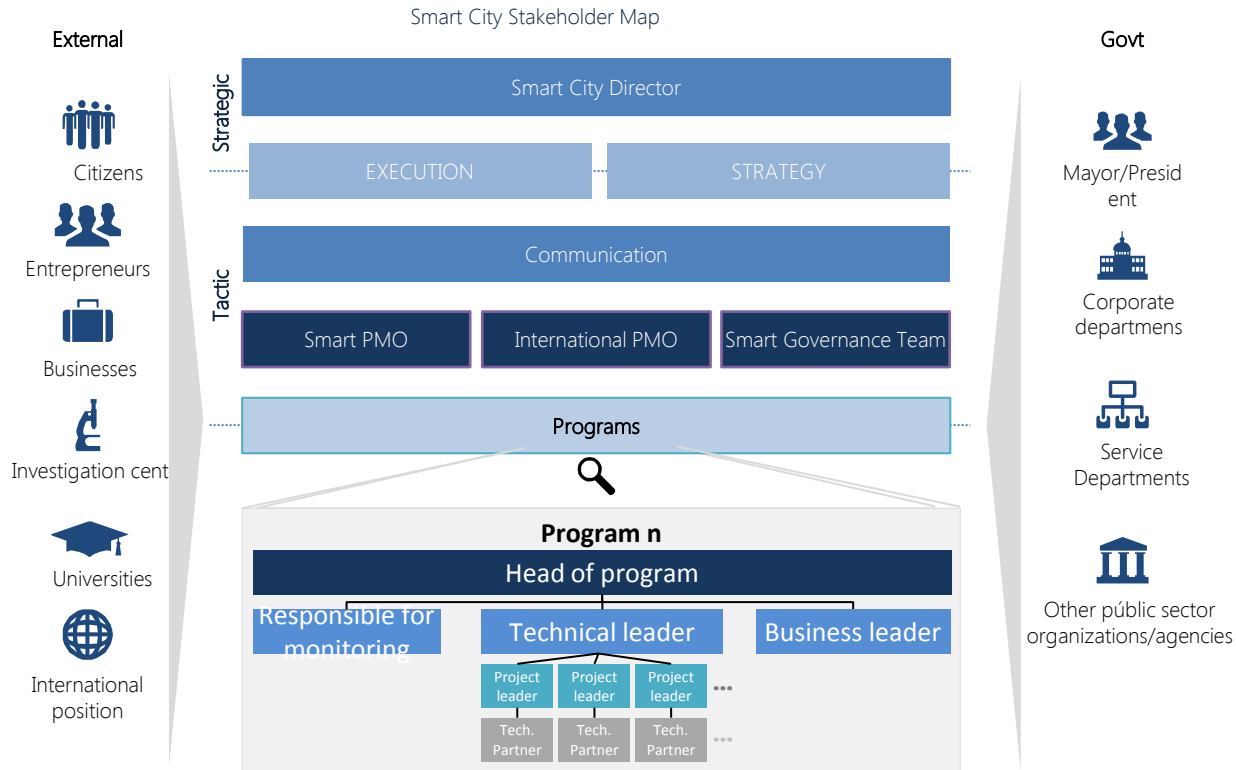 Smart City Stakeholder Map
External
Citizens
Entrepreneurs
Businesses
Investigation cent
Universities
International
position
Strategic
Smart City Director
EXECUTION
STRATEGY
Tactic
Communication
Smart PMO
International PMO
Smart Governance Team
Programs
Program n
Head of program
Responsible for
monitoring
Technical leader
Business leader
Project
leader
Project
leader
Project
leader
...
Tech.
Partner
Tech.
Partner
Tech.
Partner
...
Govt
Mayor/Presid
ent
Corporate
departmens
Service
Departments
Other públic sector
organizations/agencies